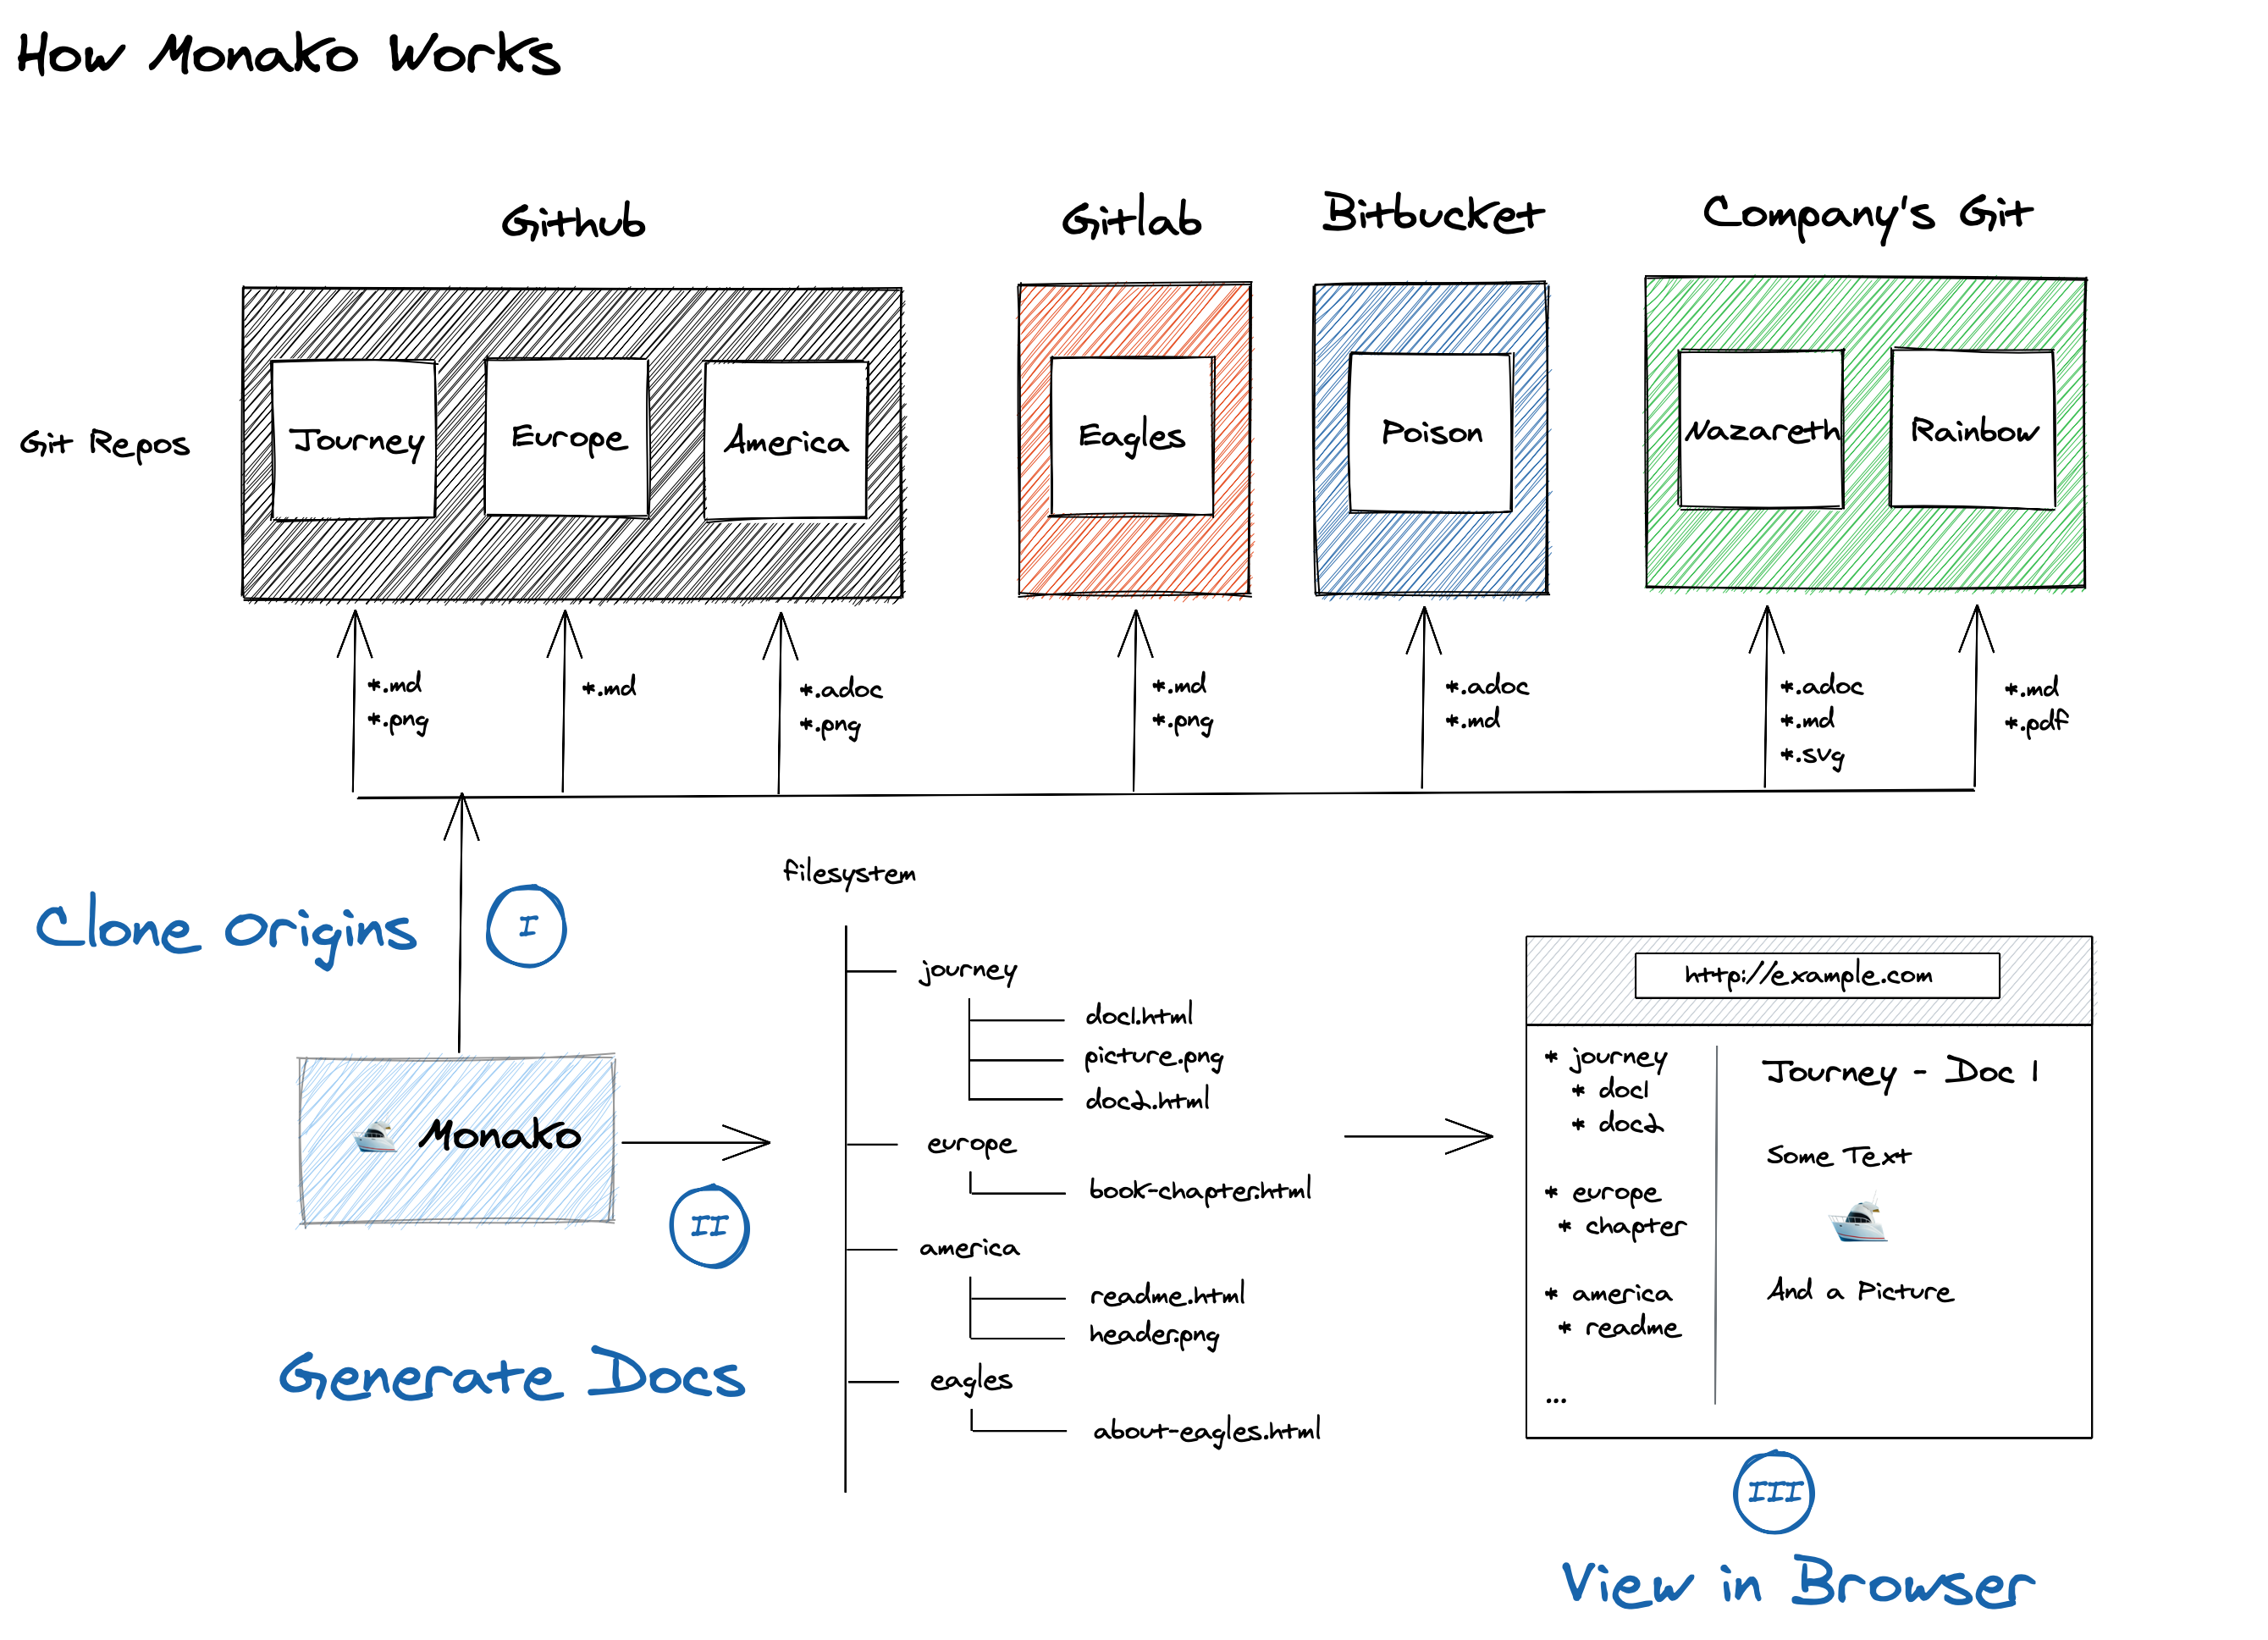 How Monako Works
Github
Gitlab
Bitbucket
Company's Git
Git Repos
Journey
Europe
America
Eagles
Poison
Nazareth
Rainbow
*.md
*.png
*.md
*.adoc
*.png
*.md
*.png
*.adoc
*.md
*.adoc
*.md
*.svg
*.md
*.pdf
Clone Origins
I
Monako
II
Generate Docs
filesystem
journey
doc1.html
picture.png
doc2.html
europe
book-chapter.html
america
readme.html
header.png
eagles
about-eagles.html
http://example.com
* journey
* doc1
* doc2
* europe
* chapter
* america
* readme
...
Journey - Doc 1
Some Text
And a Picture
III
View in Browser